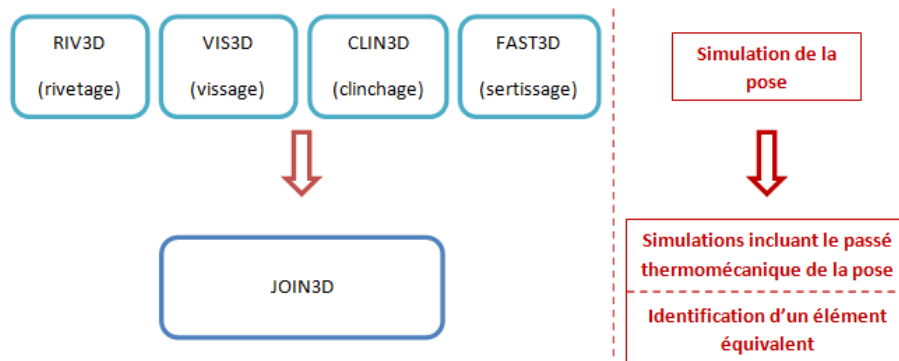 RIV3D
(rivetage)
VIS3D
(vissage)
CLIN3D
(clinchage)
FAST3D
(sertissage)
Simulation de la
pose
JOIN3D
Simulations incluant le passé
thermomécanique de la pose
Identification d'un élément
équivalent